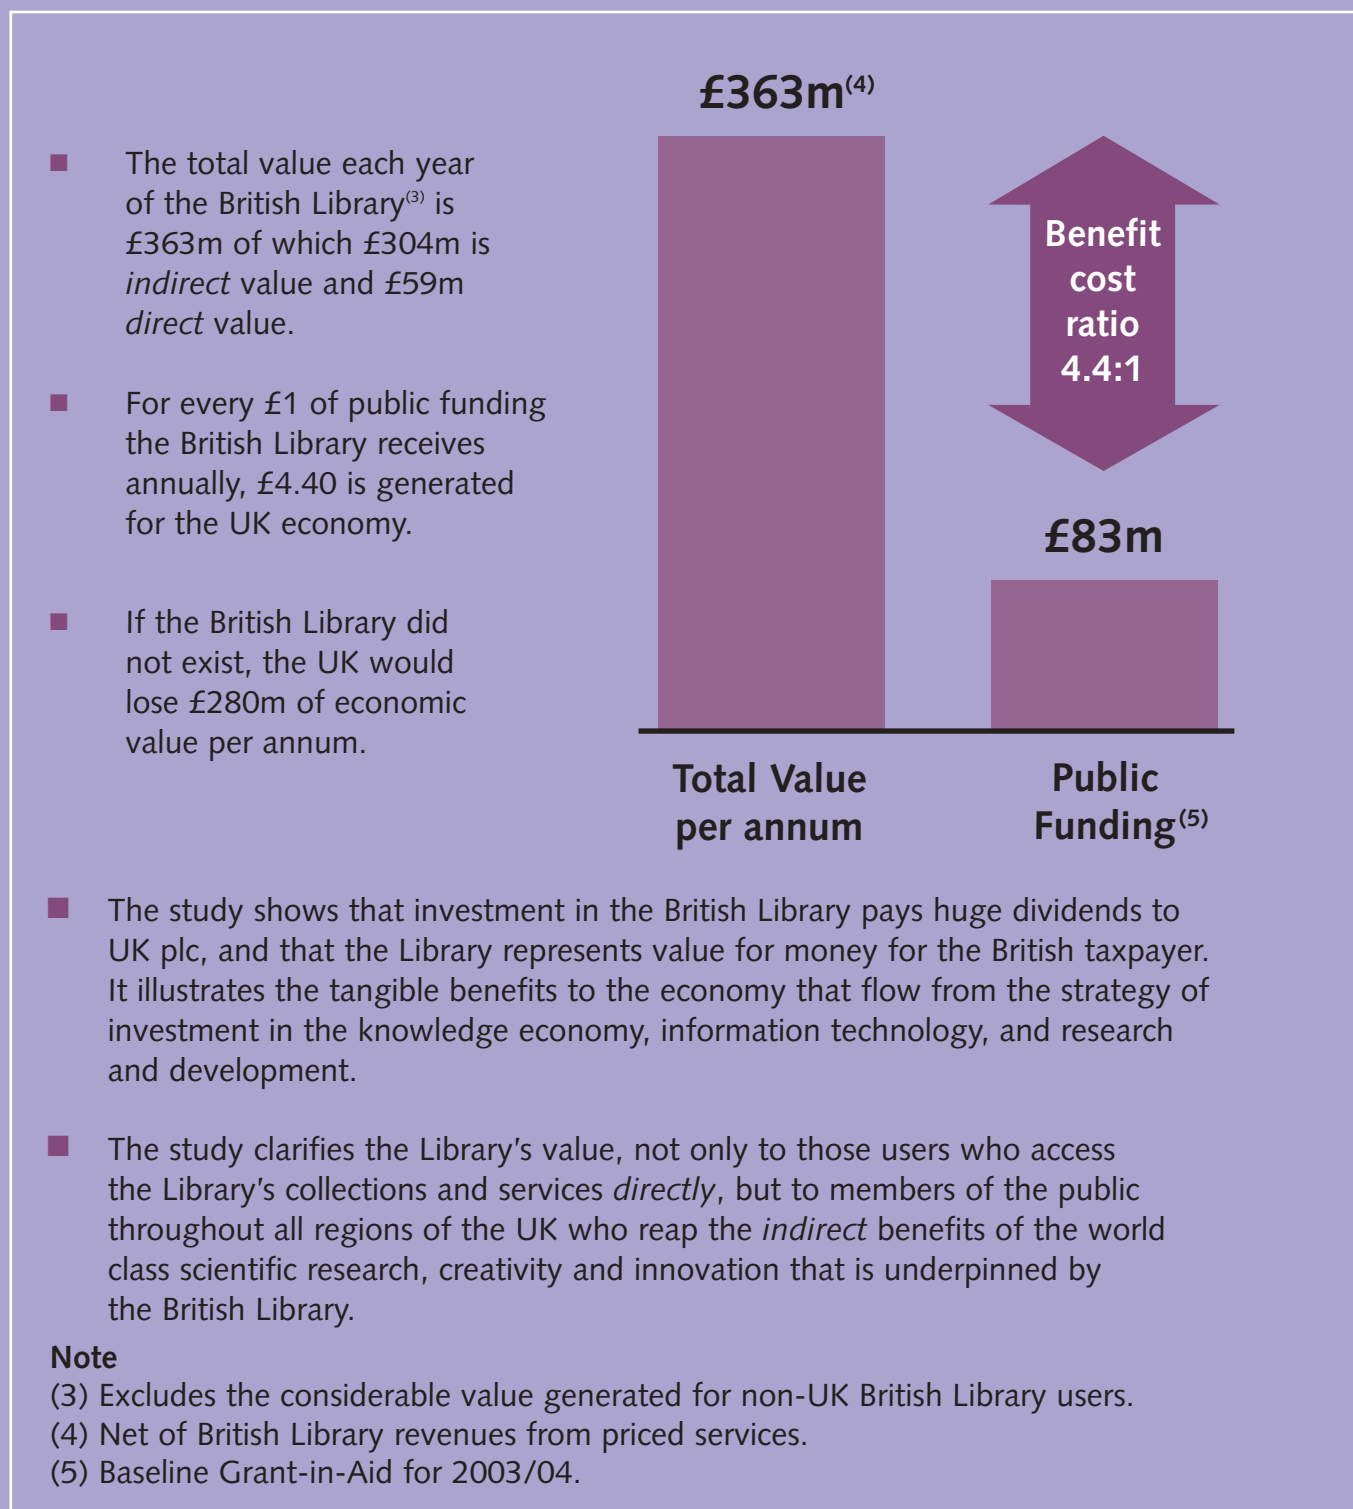 £363m(4)
■ The total value each year
of the British Library(3) is
£363m of which £304m is
indirect value and £59m
direct value.
■ For every £1 of public funding
the British Library receives
annually, £4.40 is generated
for the UK economy.
■ If the British Library did
not exist, the UK would
lose £280m of economic
value per annum.
Benefit
cost
ratio
4.4:1
£83m
Total Value
per annum
Public
Funding(5)
■ The study shows that investment in the British Library pays huge dividends to
UK plc, and that the Library represents value for money for the British taxpayer.
It illustrates the tangible benefits to the economy that flow from the strategy of
investment in the knowledge economy, information technology, and research
and development.
■ The study clarifies the Library’s value, not only to those users who access
the Library’s collections and services directly, but to members of the public
throughout all regions of the UK who reap the indirect benefits of the world
class scientific research, creativity and innovation that is underpinned by
the British Library.
Note
(3) Excludes the considerable value generated for non-UK British Library users.
(4) Net of British Library revenues from priced services.
(5) Baseline Grant-in-Aid for 2003/04.